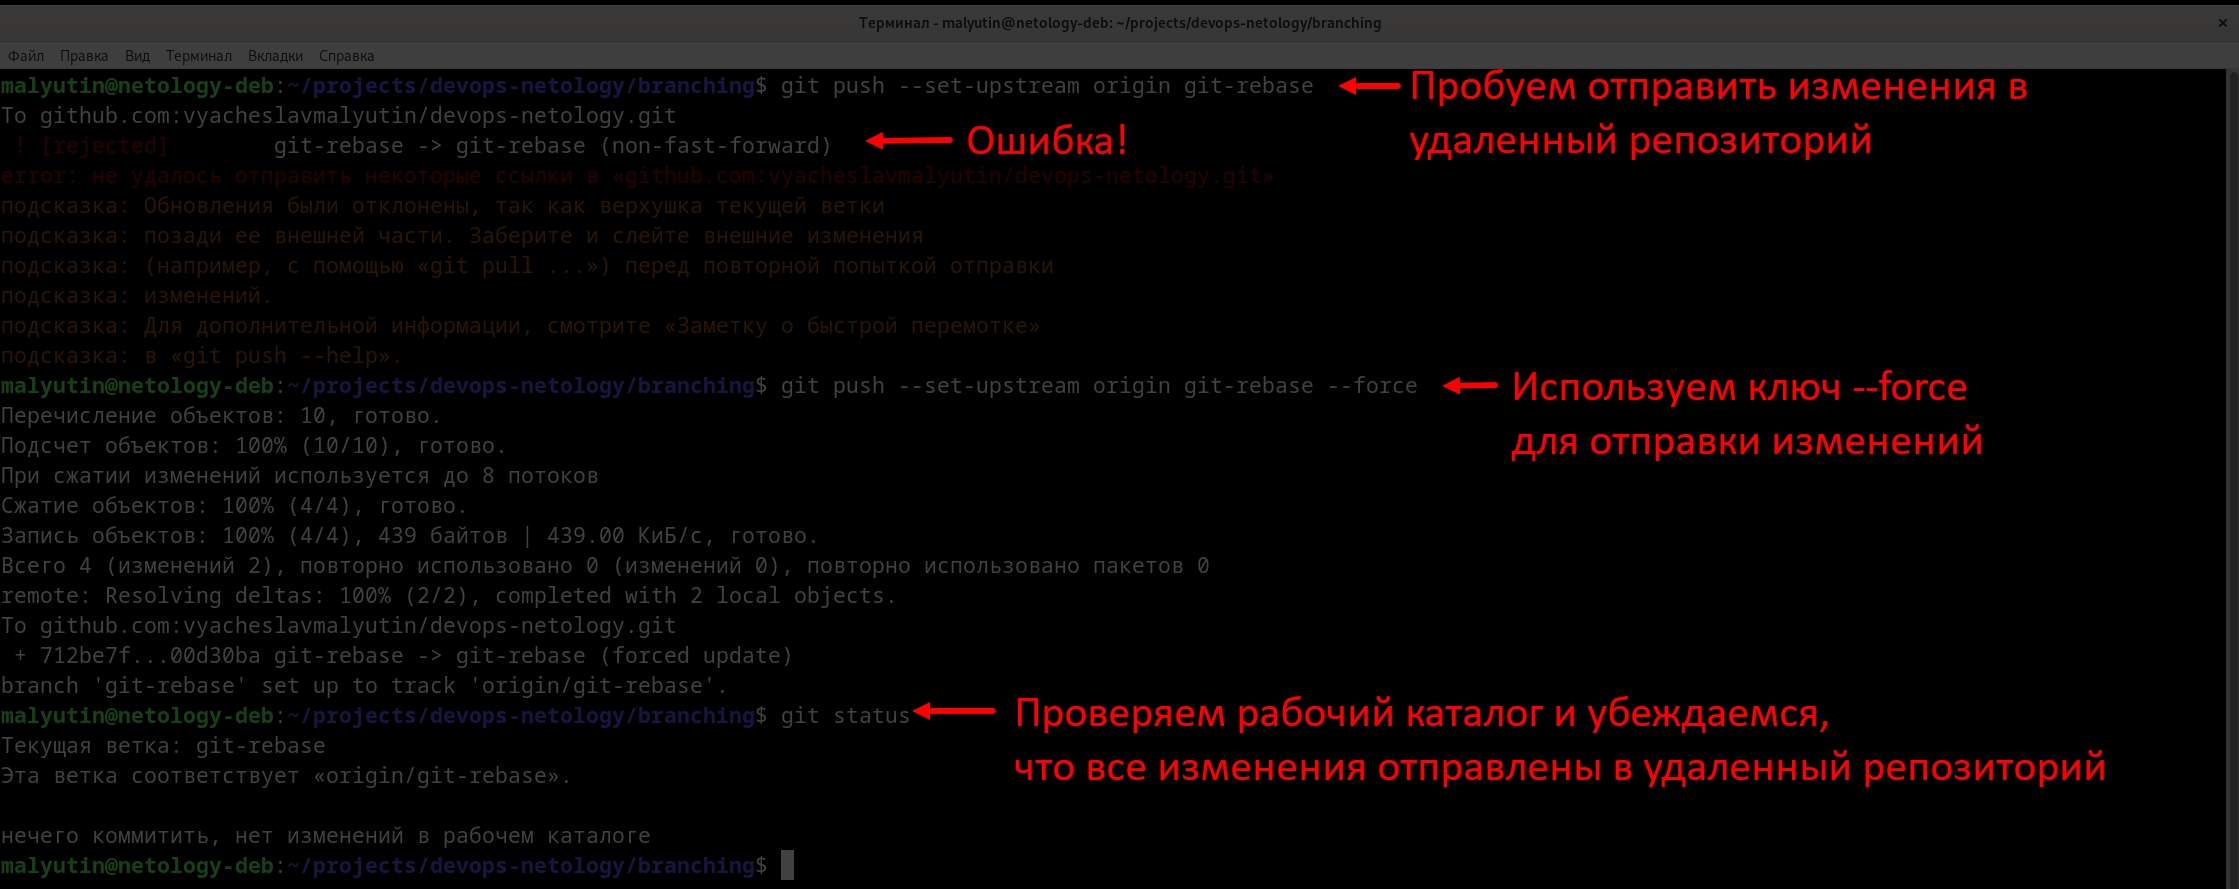 Терминал - malyutin@netology-deb: ~/projects/devops-netology/branching
Файл Правка Вид Терминал Вкладки Справка
malyutin@netology-deb:~/projects/devops-netology/branching$ git push --set-upstream origin git-rebase
Пробуем отправить изменения в
удаленный репозиторий
To github.com:vyacheslavmalyutin/devops-netology.git
! [rejected] git-rebase -> git-rebase (non-fast-forward)
Ошибка!
error: не удалось отправить некоторые ссылки в «github.com:vyacheslavmalyutin/devops-netology.git»
подсказка: Обновления были отклонены, так как верхушка текущей ветки
подсказка: позади ее внешней части. Заберите и слейте внешние изменения
подсказка: (например, с помощью «git pull ...») перед повторной попыткой отправки
подсказка: изменений.
подсказка: Для дополнительной информации, смотрите «Заметку о быстрой перемотке»
подсказка: в «git push --help».
malyutin@netology-deb:~/projects/devops-netology/branching$ git push --set-upstream origin git-rebase --force
Используем ключ --force
для отправки изменений
Перечисление объектов: 10, готово.
Подсчет объектов: 100% (10/10), готово.
При сжатии изменений используется до 8 потоков
Сжатие объектов: 100% (4/4), готово.
Запись объектов: 100% (4/4), 439 байтов | 439.00 КиБ/с, готово.
Всего 4 (изменений 2), повторно использовано 0 (изменений 0), повторно использовано пакетов 0
remote: Resolving deltas: 100% (2/2), completed with 2 local objects.
To github.com:vyacheslavmalyutin/devops-netology.git
+ 712be7f...00d30ba git-rebase -> git-rebase (forced update)
branch 'git-rebase' set up to track 'origin/git-rebase'.
malyutin@netology-deb:~/projects/devops-netology/branching$ git status
Проверяем рабочий каталог и убеждаемся,
что все изменения отправлены в удаленный репозиторий
Текущая ветка: git-rebase
Эта ветка соответствует «origin/git-rebase».
нечего коммитить, нет изменений в рабочем каталоге
malyutin@netology-deb:~/projects/devops-netology/branching$